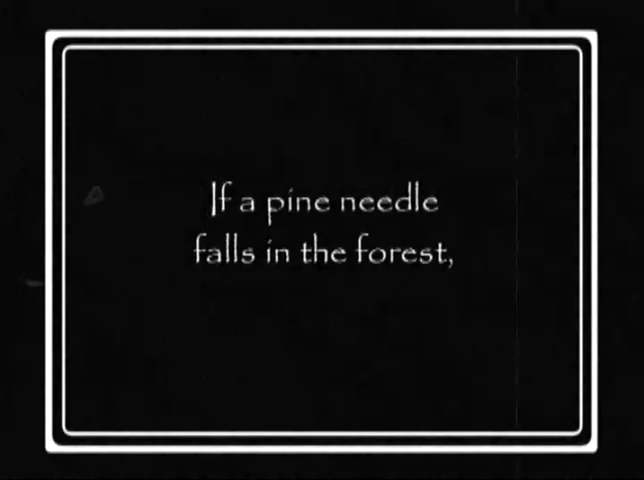 If a pine needle
falls in the forest,